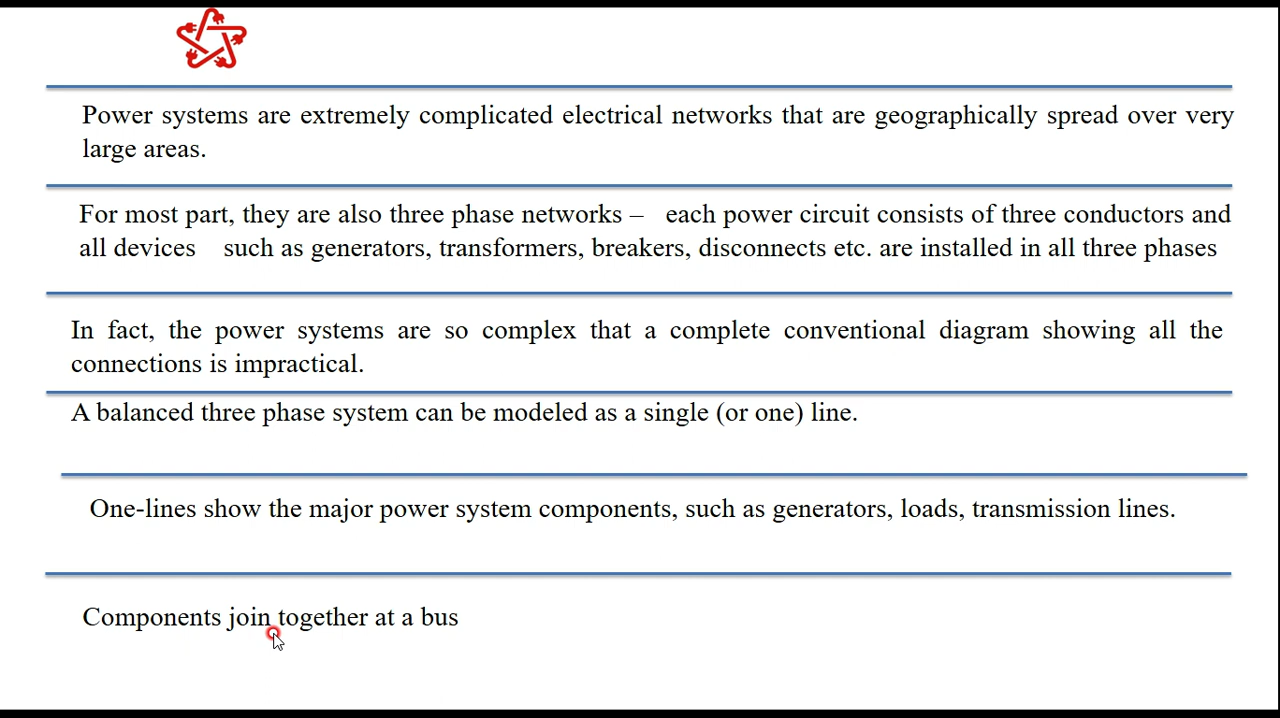 Power systems are extremely complicated electrical networks that are geographically spread over very
large areas.
For most part, they are also three phase networks – each power circuit consists of three conductors and
all devices such as generators, transformers, breakers, disconnects etc. are installed in all three phases
In fact, the power systems are so complex that a complete conventional diagram showing all the
connections is impractical.
A balanced three phase system can be modeled as a single (or one) line.
One-lines show the major power system components, such as generators, loads, transmission lines.
Components join together at a bus